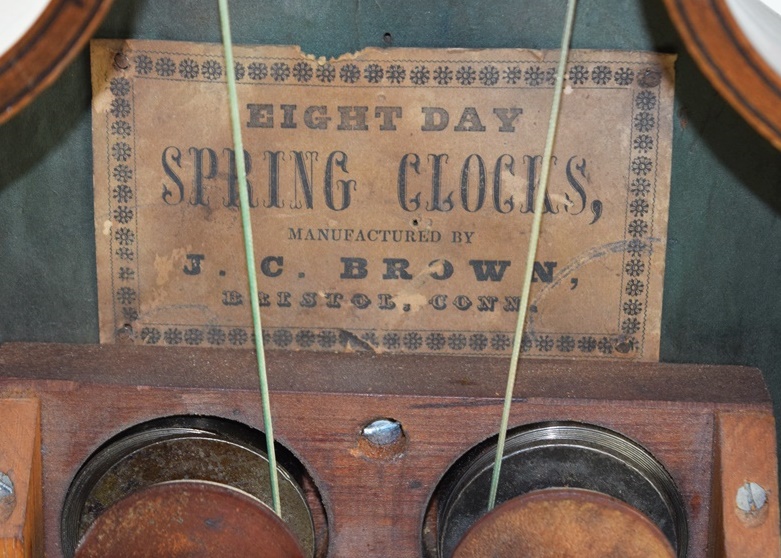 EIGHT DAY
SPRING CLOCKS,
MANUFACTURED BY
J. C. BROWN,
BRISTOL, CONN.